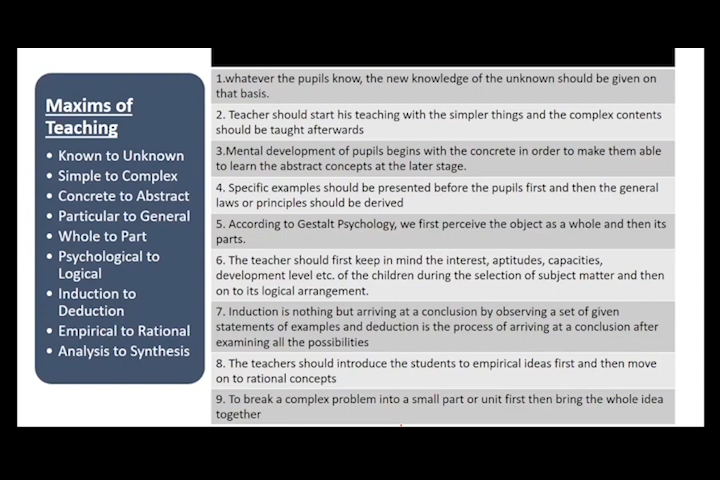 Maxims of
Teaching
• Known to Unknown
• Simple to Complex
• Concrete to Abstract
• Particular to General
• Whole to Part
• Psychological to
Logical
• Induction to
Deduction
• Empirical to Rational
• Analysis to Synthesis
1.whatever the pupils know, the new knowledge of the unknown should be given on
that basis.
2. Teacher should start his teaching with the simpler things and the complex contents
should be taught afterwards
3.Mental development of pupils begins with the concrete in order to make them able
to learn the abstract concepts at the later stage.
4. Specific examples should be presented before the pupils first and then the general
laws or principles should be derived
5. According to Gestalt Psychology, we first perceive the object as a whole and then its
parts.
6. The teacher should first keep in mind the interest, aptitudes, capacities,
development level etc. of the children during the selection of subject matter and then
on to its logical arrangement.
7. Induction is nothing but arriving at a conclusion by observing a set of given
statements of examples and deduction is the process of arriving at a conclusion after
examining all the possibilities
8. The teachers should introduce the students to empirical ideas first and then move
on to rational concepts
9. To break a complex problem into a small part or unit first then bring the whole idea
together